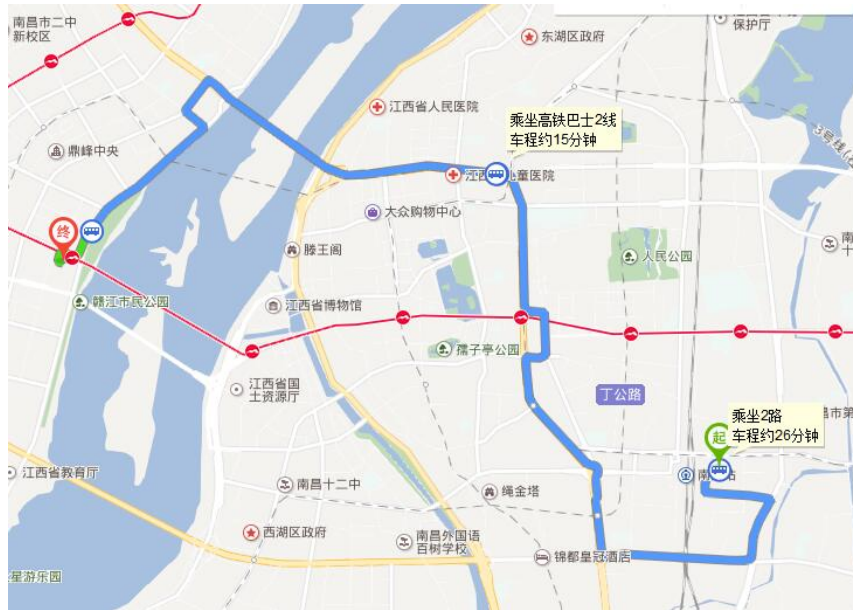 南昌市二中
新校区
东湖区政府
保护厅
江西省人民医院
乘坐高铁巴士2线
车程约15分钟
3号线(在
鼎峰中央
童医院
大众购物中心
终
滕王阁
人民公园
赣江市民公园
江西省博物馆
孺子亭公园
江西省国
土资源厅
丁公路
乘坐2路
车程约26分钟
起
昌市第
江西省教育厅
南昌十二中
绳金塔
西湖区政府
南昌外国语
百树学校
锦都皇冠酒店
星游乐园